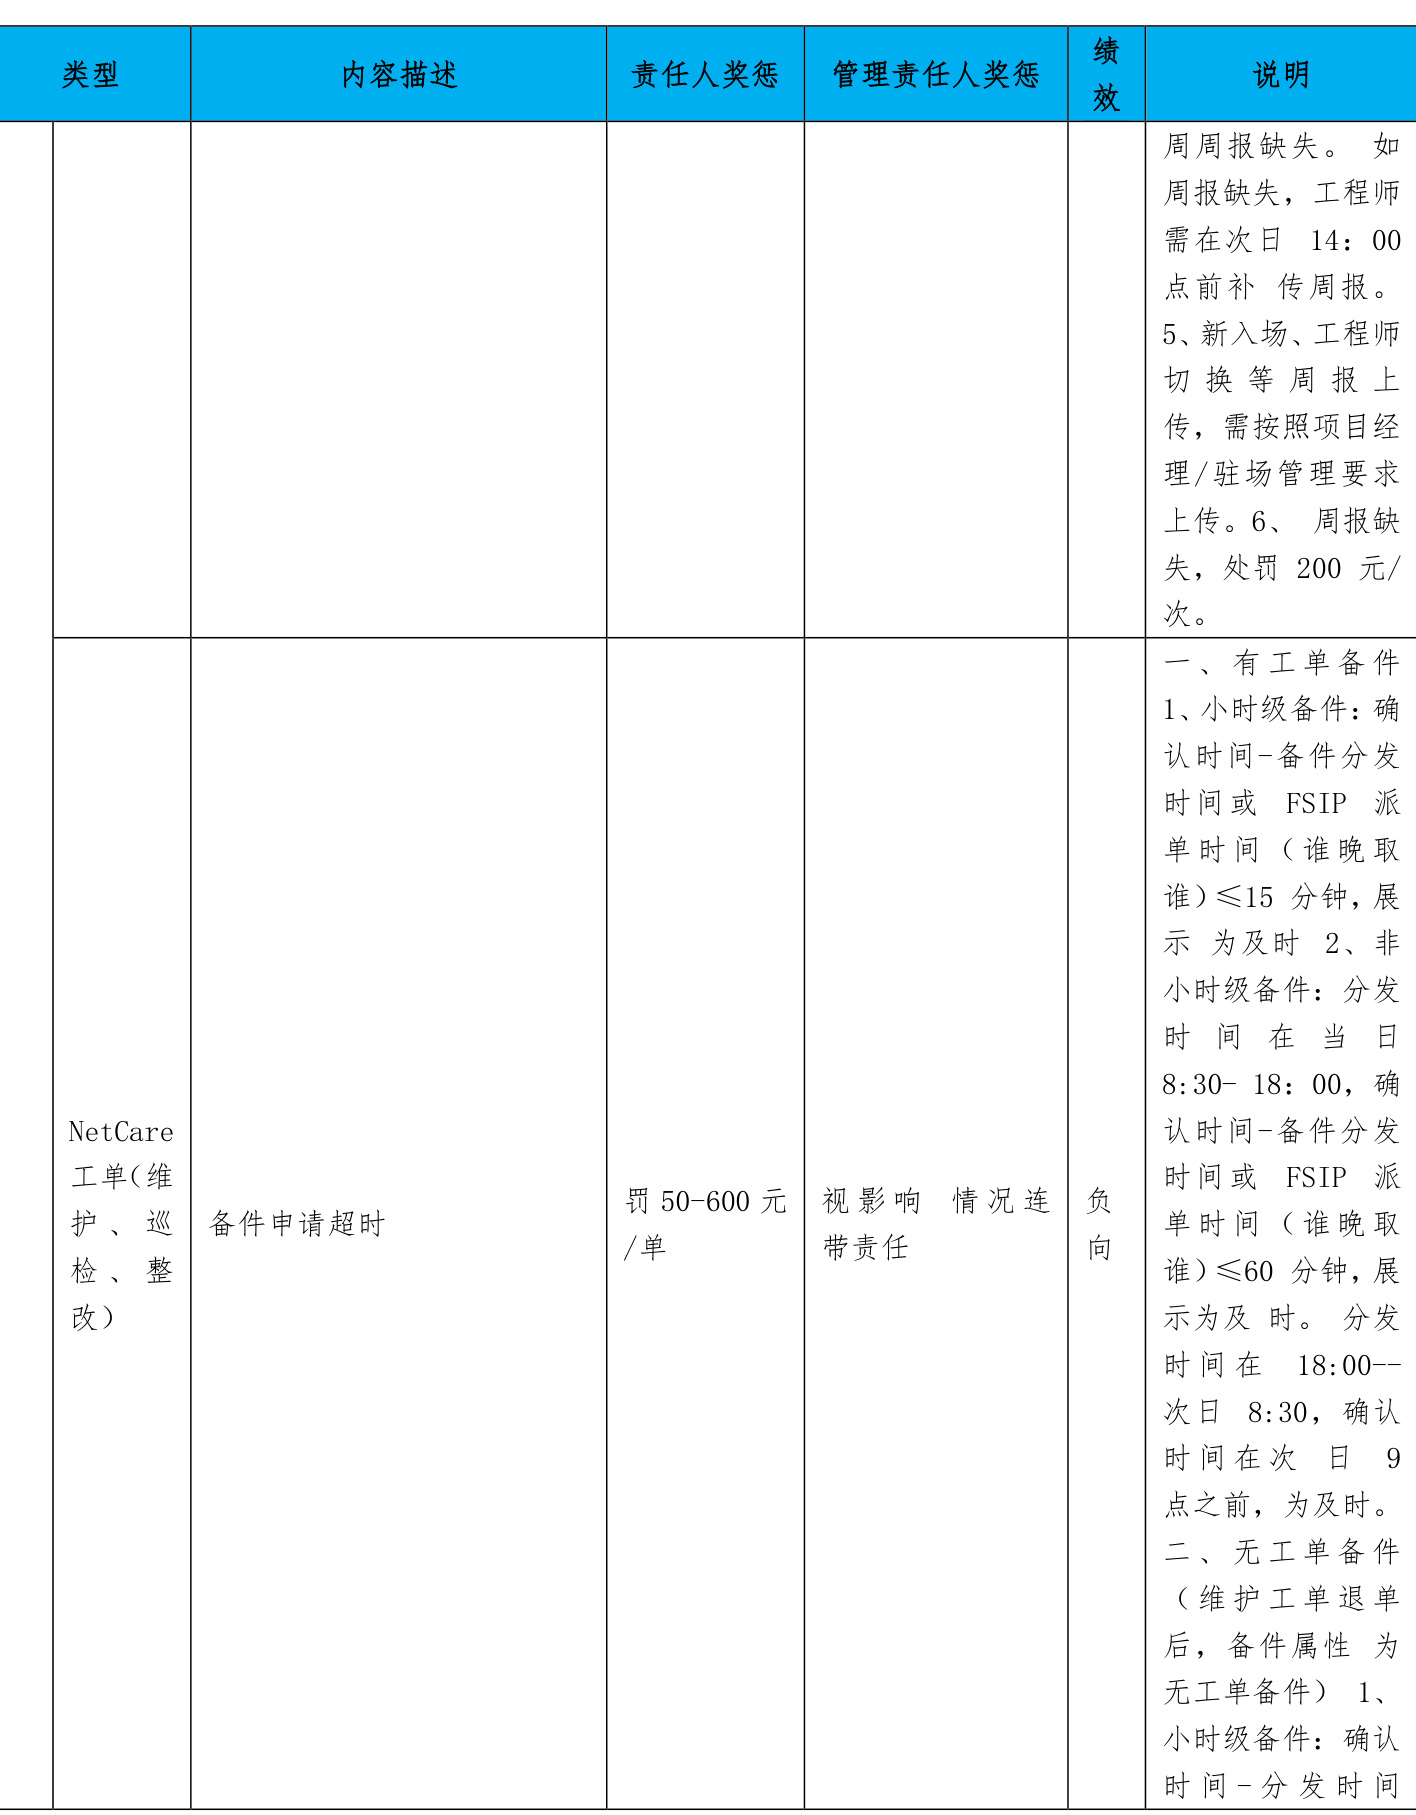 类型
内容描述
责任人奖惩
管理责任人奖惩
绩
效
说明
周周报缺失。 如
周报缺失，工程师
需在次日 14：00
点前补 传周报。
5、新入场、工程师
切换等周报上
传，需按照项目经
理/驻场管理要求
上传。6、 周报缺
失，处罚 200 元/
次。
NetCare
工单(维
护、巡
检、整
改）
备件申请超时
罚50-600元
/单
视影响 情况连
带责任
负
向
一、有工单备件
1、小时级备件：确
认时间-备件分发
时间或 FSIP 派
单时间（谁晚取
谁）≤15 分钟，展
示 为及时 2、非
小时级备件：分发
时间在当日
8:30- 18：00，确
认时间-备件分发
时间或 FSIP 派
单时间（谁晚取
谁）≤60 分钟，展
示为及 时。 分发
时间在 18:00--
次日 8:30，确认
时间在次 日 9
点之前，为及时。
二、无工单备件
（维护工单退单
后，备件属性 为
无工单备件） 1、
小时级备件：确认
时间-分发时间